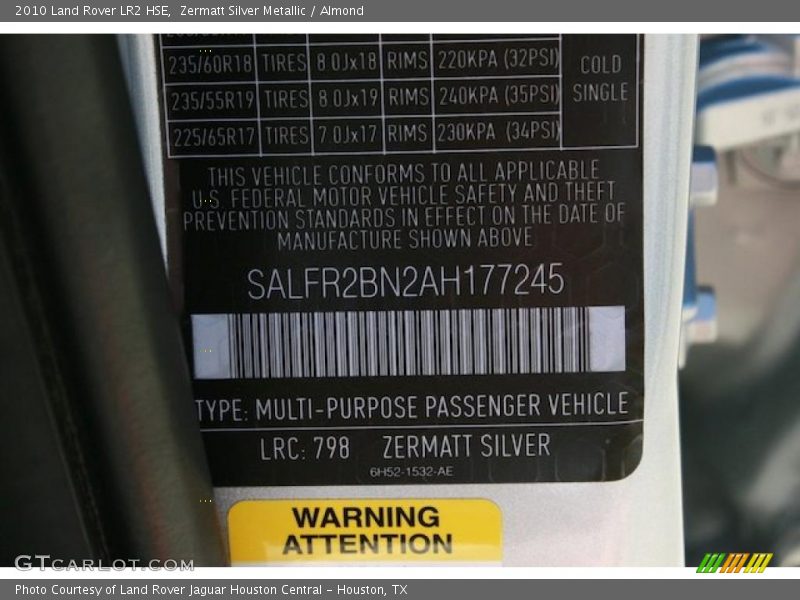 2010 Land Rover LR2 HSE,  Zermatt Silver Metallic / Almond
235/60R18 TIRES 8.0Jx18 RIMS 220KPA (32PSI)
235/55R19 TIRES 8.0Jx19 RIMS 240KPA (35PSI)
225/65R17 TIRES 7.0Jx17 RIMS 230KPA (34PSI)
COLD
SINGLE
THIS VEHICLE CONFORMS TO ALL APPLICABLE
U.S. FEDERAL MOTOR VEHICLE SAFETY AND THEFT
PREVENTION STANDARDS IN EFFECT ON THE DATE OF
MANUFACTURE SHOWN ABOVE
SALFR2BN2AH177245
TYPE: MULTI-PURPOSE PASSENGER VEHICLE
LRC: 798 ZERMATT SILVER
6H52-1532-AE
WARNING
ATTENTION
GTCARLOT.COM
Photo Courtesy of Land Rover Jaguar Houston Central - Houston, TX